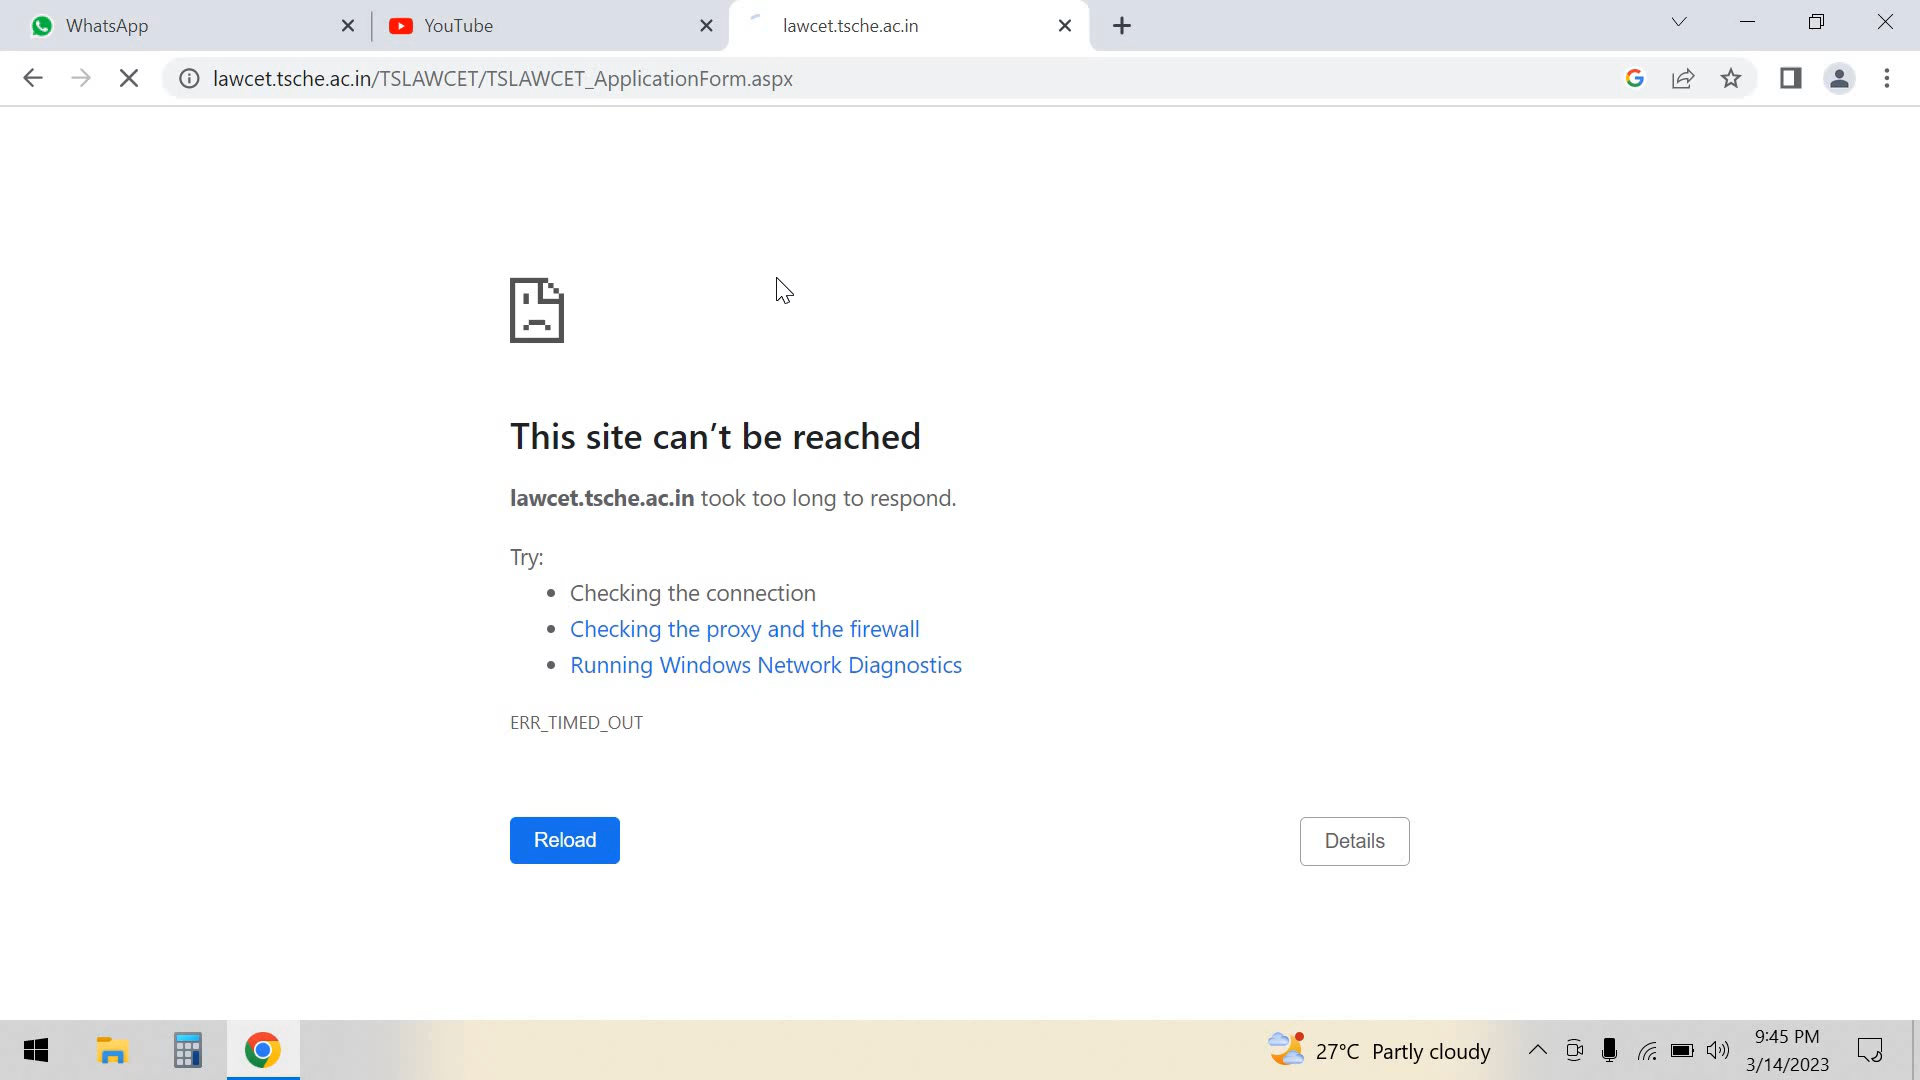 WhatsApp
YouTube
lawcet.tsche.ac.in
lawcet.tsche.ac.in/TSLAWCET/TSLAWCET_ApplicationForm.aspx
This site can’t be reached
lawcet.tsche.ac.in took too long to respond.
Try:
• Checking the connection
• Checking the proxy and the firewall
• Running Windows Network Diagnostics
ERR_TIMED_OUT
Reload
Details
27°C Partly cloudy
9:45 PM
3/14/2023